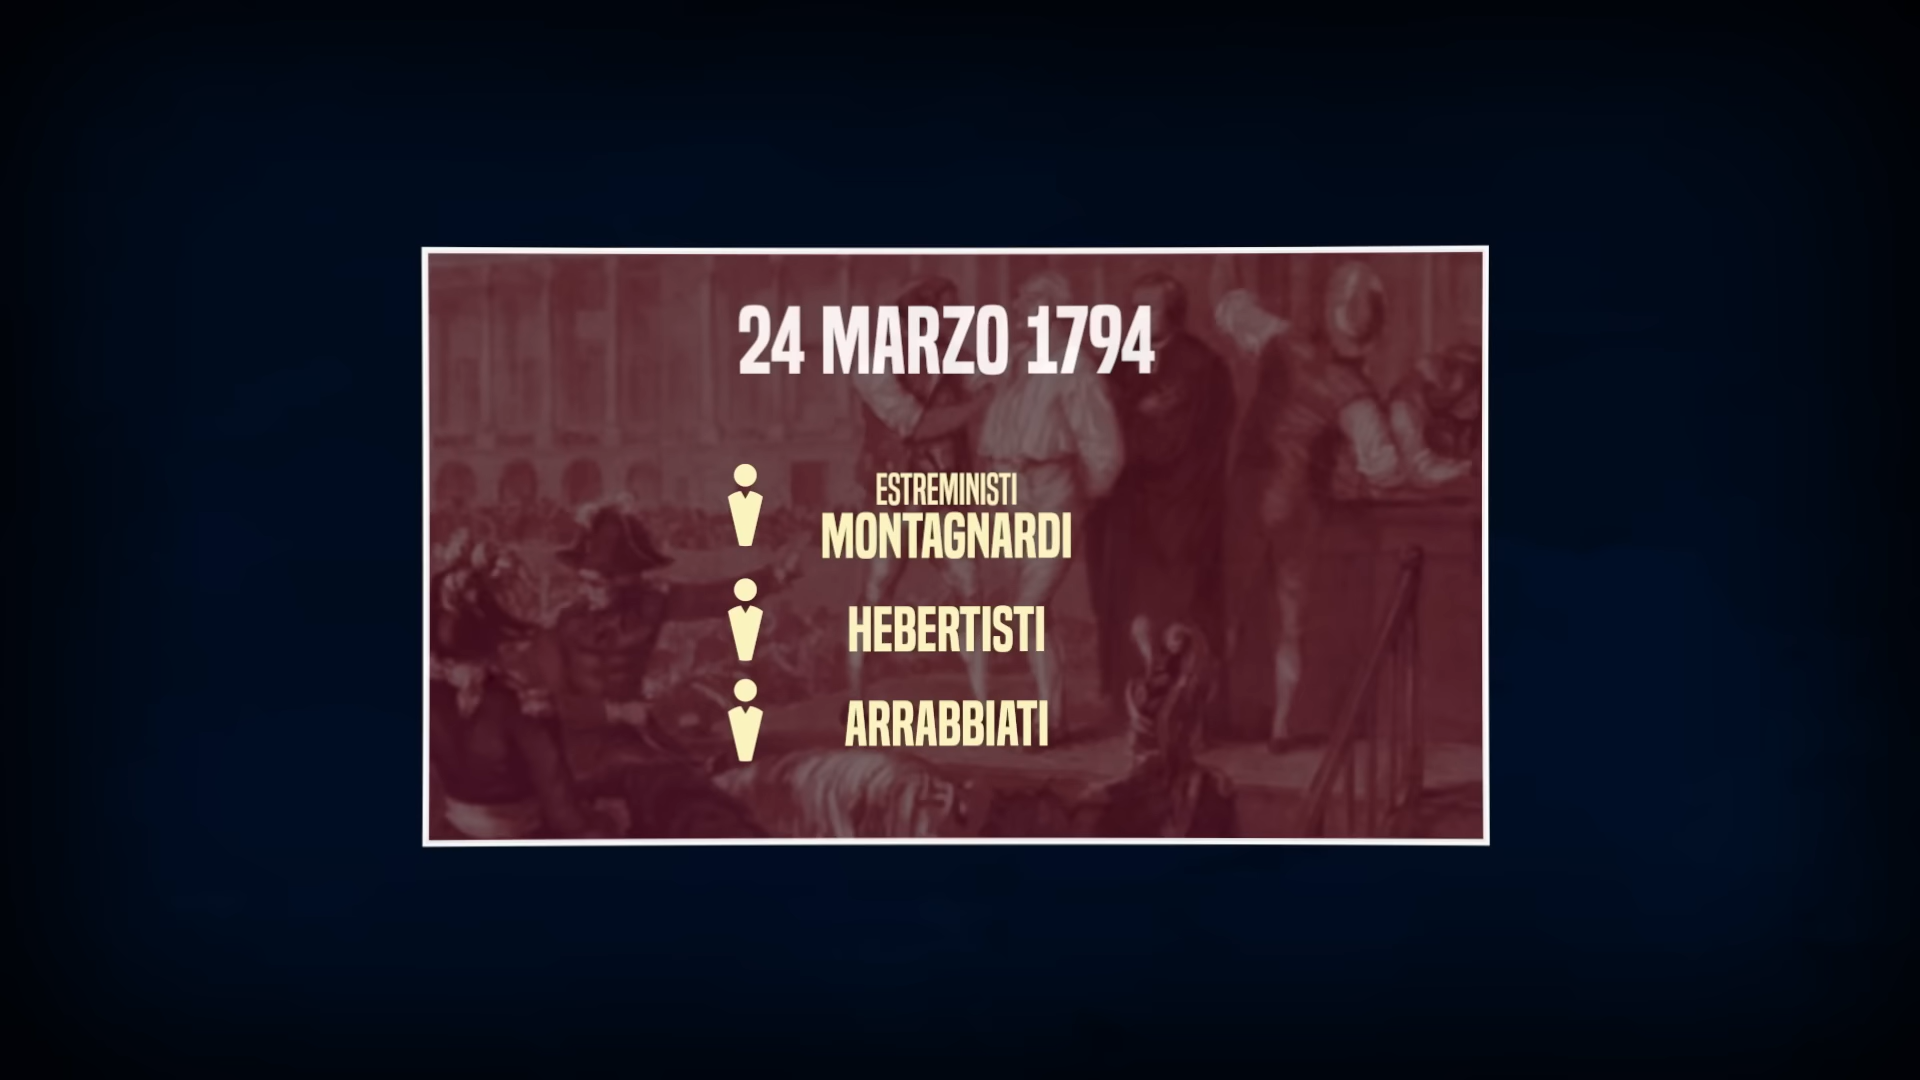 24 MARZO 1794
ESTREMINISTI
MONTAGNARDI
HEBERTISTI
ARRABBIATI